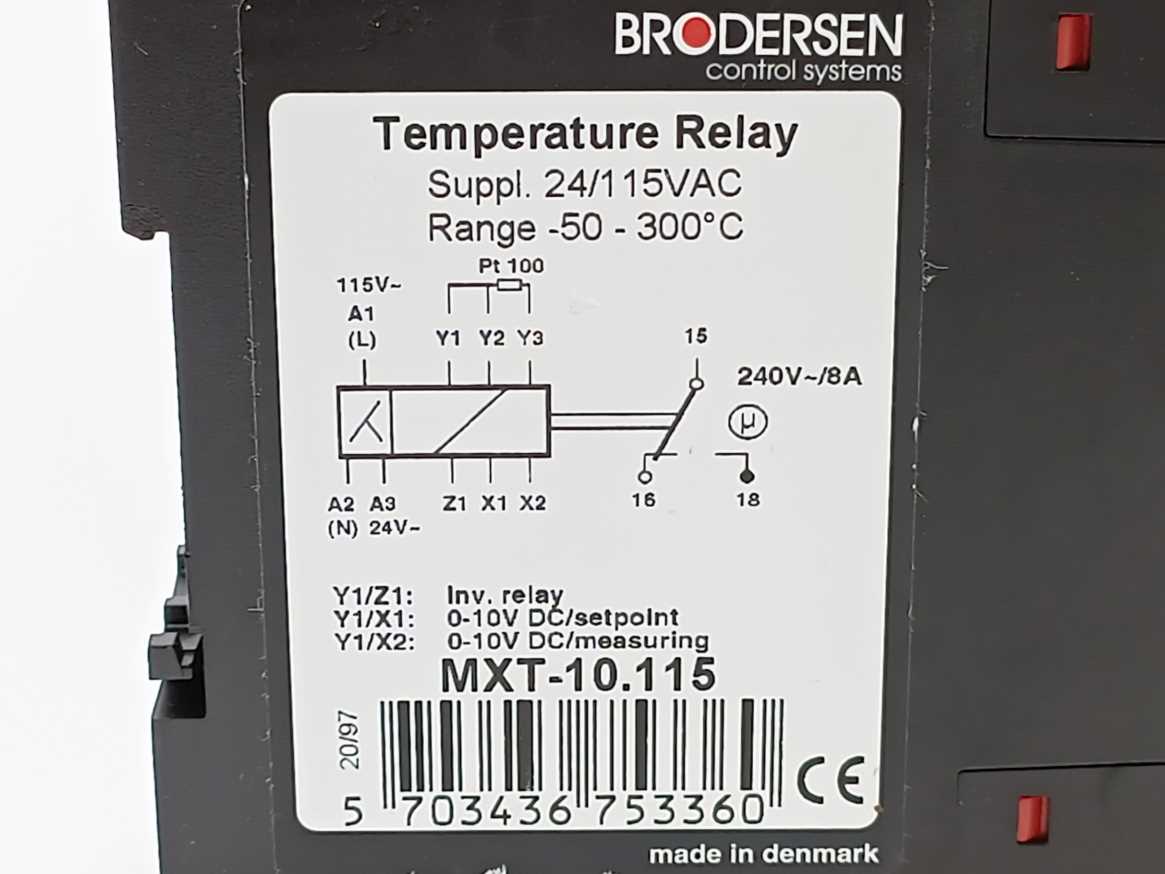 BRODERSEN
control systems
Temperature Relay
Suppl. 24/115VAC
Range -50 - 300°C
Pt 100
115V~
A1
(L)
Y1 Y2 Y3
15
240V~/8A
µ
A2 A3
(N) 24V~
Z1 X1 X2
16
18
Y1/Z1: Inv. relay
Y1/X1: 0-10V DC/setpoint
Y1/X2: 0-10V DC/measuring
MXT-10.115
20/97
5 703436 753360
CE
made in denmark